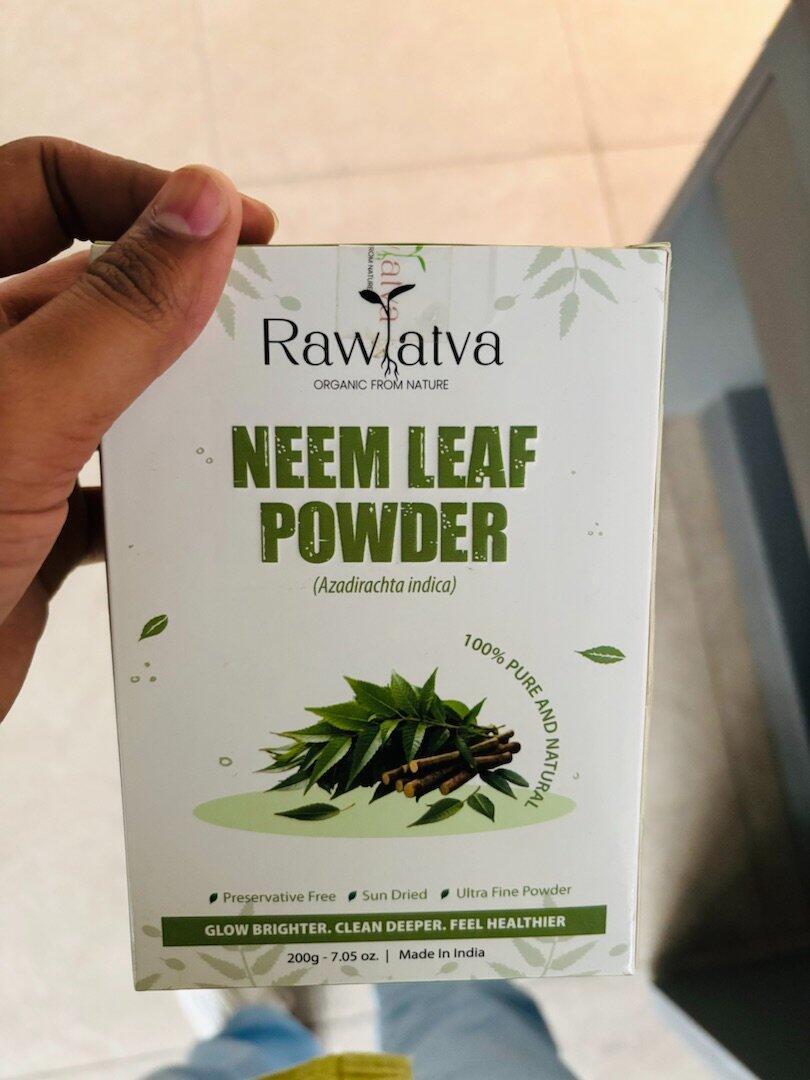 Rawtatva
ORGANIC FROM NATURE
NEEM LEAF
POWDER
(Azadirachta indica)
100% PURE AND NATURAL
Preservative Free Sun Dried Ultra Fine Powder
GLOW BRIGHTER. CLEAN DEEPER. FEEL HEALTHIER
200g - 7.05 oz. | Made In India